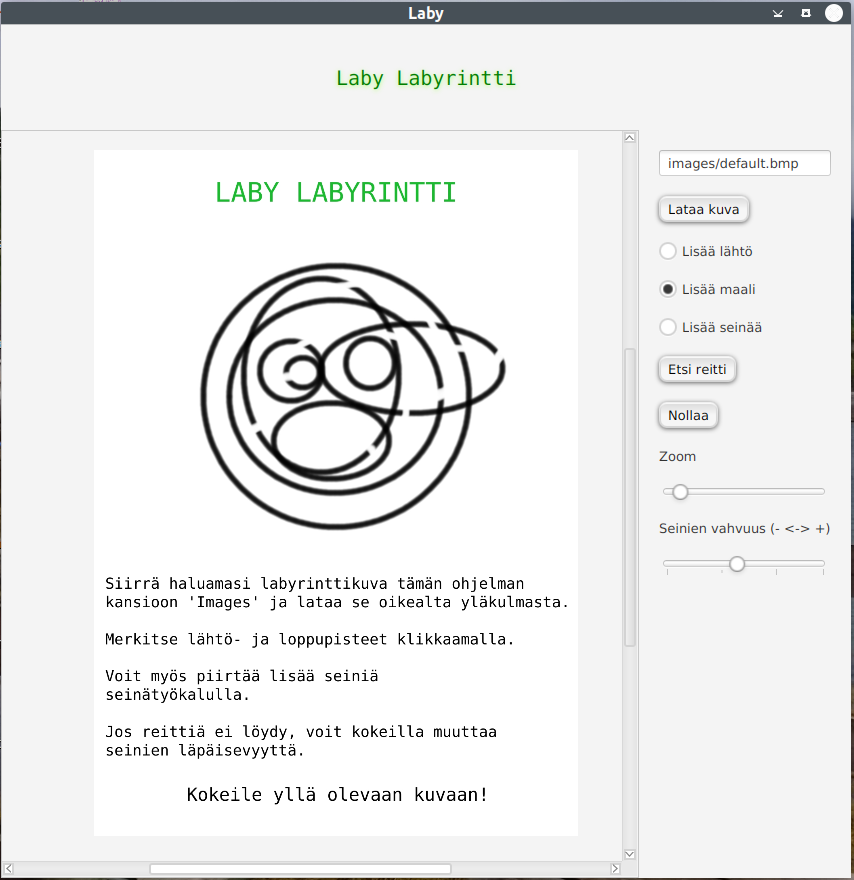 Laby
Laby Labyrintti
LABY LABYRINTTI
Siirrä haluamasi labyrinttikuva tämän ohjelman
kansioon 'Images' ja lataa se oikealta yläkulmasta.
Merkitse lähtö- ja loppupisteet klikkaamalla.
Voit myös piirtää lisää seiniä
seinätyökalulla.
Jos reittiä ei löydy, voit kokeilla muuttaa
seinien läpäisevyyttä.
Kokeile yllä olevaan kuvaan!
images/default.bmp
Lataa kuva
Lisää lähtö
Lisää maali
Lisää seinää
Etsi reitti
Nollaa
Zoom
Seinien vahvuus (- <-> +)